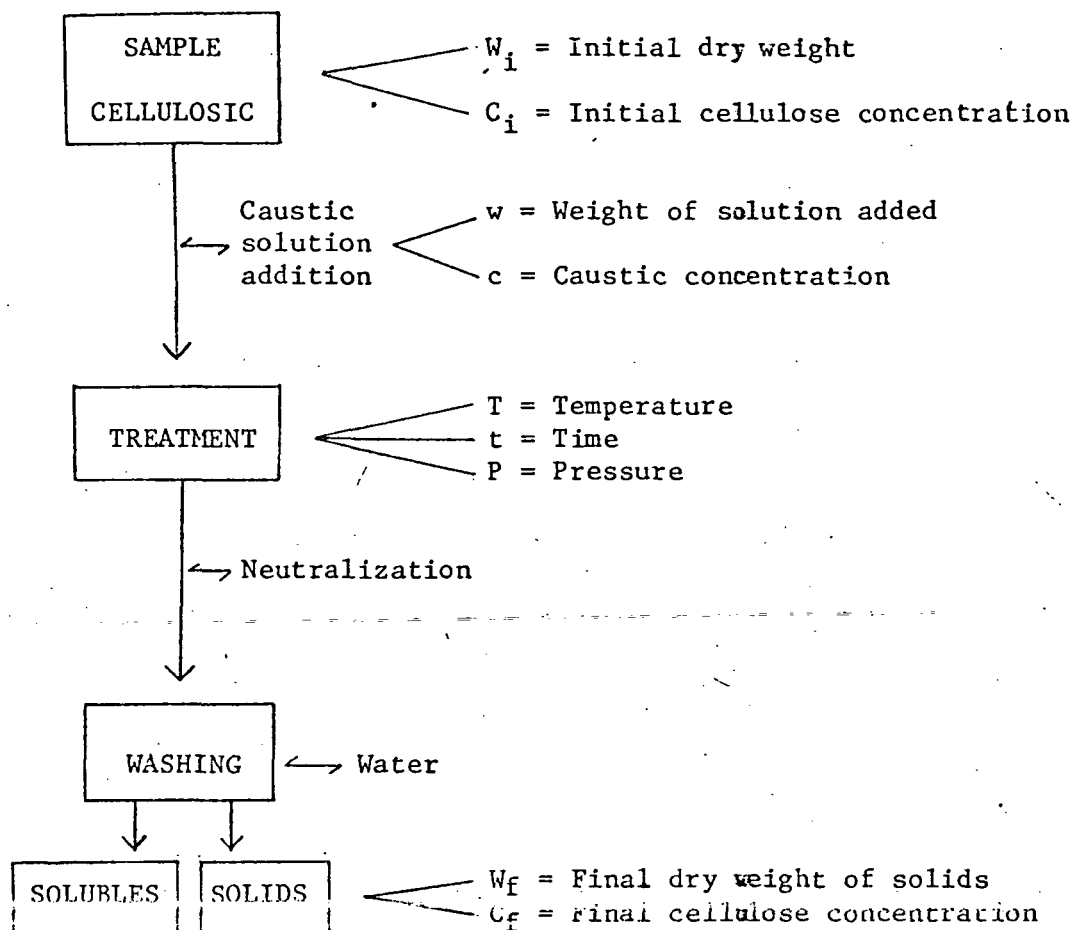 SAMPLE
CELLULOSIC
W_i = Initial dry weight
C_i = Initial cellulose concentration
Caustic
solution
addition
w = Weight of solution added
c = Caustic concentration
TREATMENT
T = Temperature
t = Time
P = Pressure
Neutralization
WASHING
Water
SOLUBLES
SOLIDS
W_f = Final dry weight of solids
C_f = Final cellulose concentration